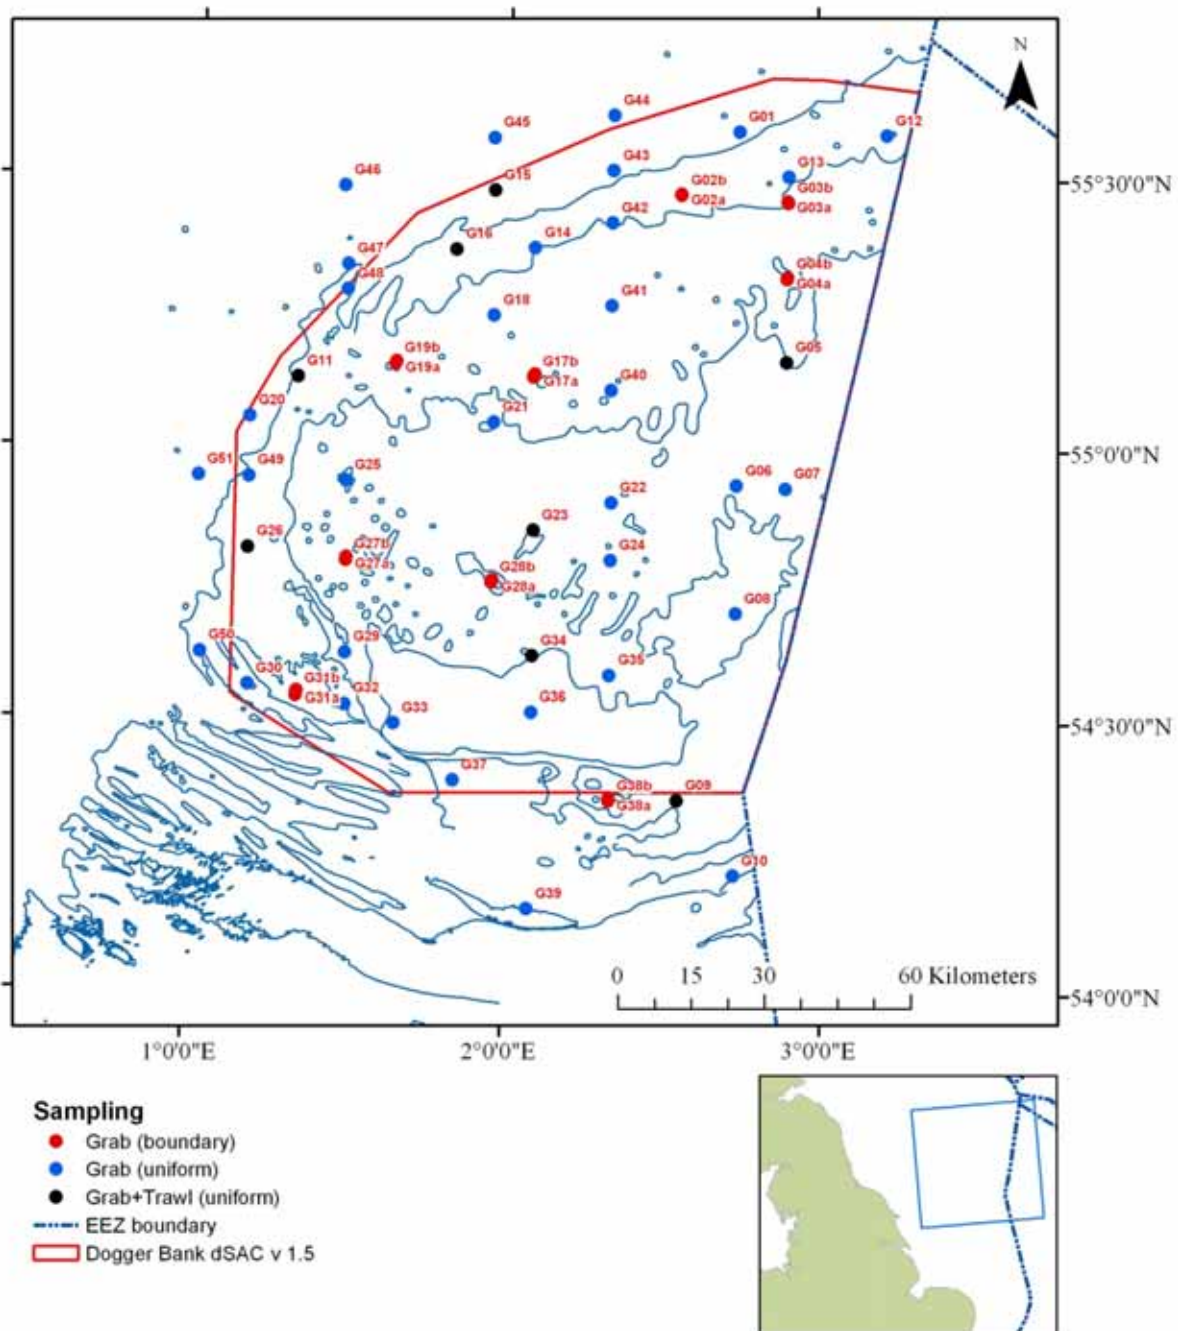 N
G44
G45
G01
G12
G43
G46
G13
G15
G02b
G03b
55°30'0"N
G02a
G03a
G42
G16
G14
G47
G48
G04b
G04a
G18
G41
G19b
G05
G11
G19a
G17b
G17a
G40
G20
G21
G51
G49
G25
G06
G07
55°0'0"N
G22
G23
G26
G27b
G24
G27a
G28b
G28a
G08
G50
G29
G34
G30
G31b
G35
G31a
G32
G36
G33
54°30'0"N
G37
G38b
G09
G38a
G10
G39
0 15 30 60 Kilometers
54°0'0"N
1°0'0"E 2°0'0"E 3°0'0"E
Sampling
Grab (boundary)
Grab (uniform)
Grab+Trawl (uniform)
EEZ boundary
Dogger Bank dSAC v 1.5